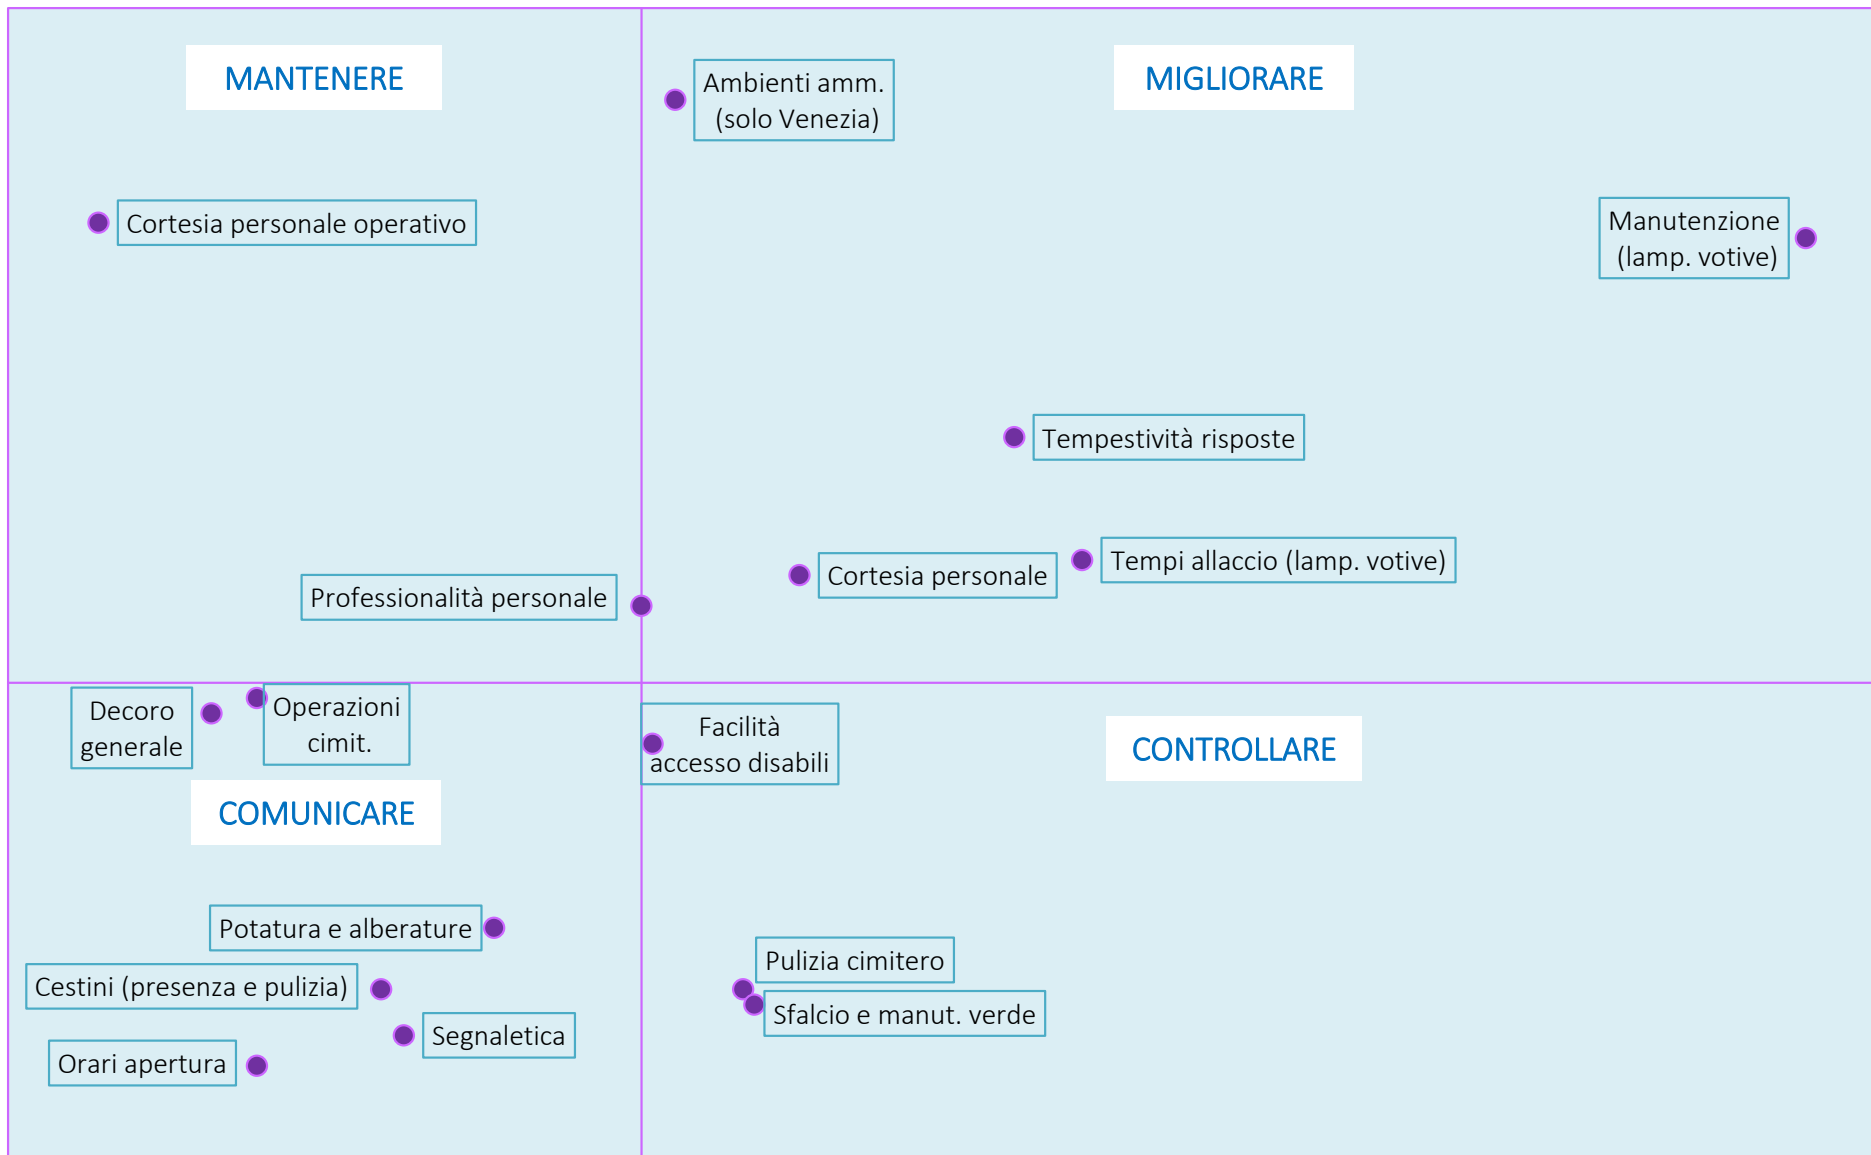 MANTENERE
MIGLIORARE
Ambienti amm.
(solo Venezia)
Cortesia personale operativo
Manutenzione
(lamp. votive)
Tempestività risposte
Tempi allaccio (lamp. votive)
Cortesia personale
Professionalità personale
Decoro
generale
Operazioni
cimit.
Facilità
accesso disabili
CONTROLLARE
COMUNICARE
Potatura e alberature
Pulizia cimitero
Cestini (presenza e pulizia)
Sfalcio e manut. verde
Segnaletica
Orari apertura